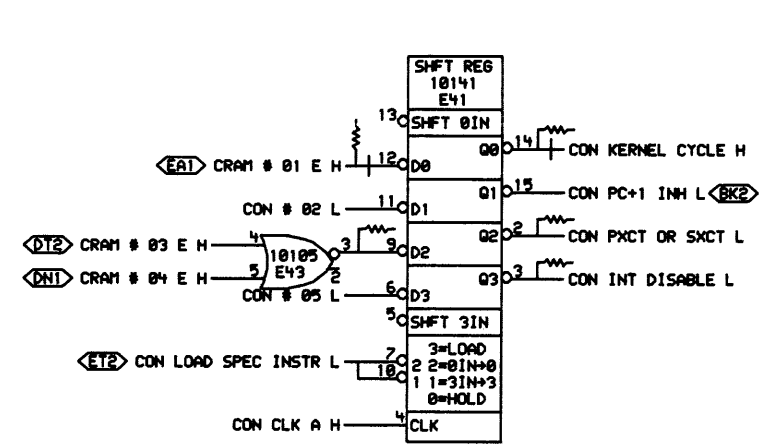 SHFT REG
10141
E41
13 SHFT 0IN
EA1 CRAM # 01 E H 12 D0
Q0 14 CON KERNEL CYCLE H
CON # 02 L 11 D1
Q1 15 CON PC+1 INH L BK2
DT2 CRAM # 03 E H 4
10105
E43
3
2
9 D2
Q2 2 CON PXCT OR SXCT L
DN1 CRAM # 04 E H 5
CON # 05 L 6 D3
Q3 3 CON INT DISABLE L
5 SHFT 3IN
ET2 CON LOAD SPEC INSTR L 7
10
3=LOAD
2 2=0IN→0
1 1=3IN→3
0=HOLD
CON CLK A H 4 CLK